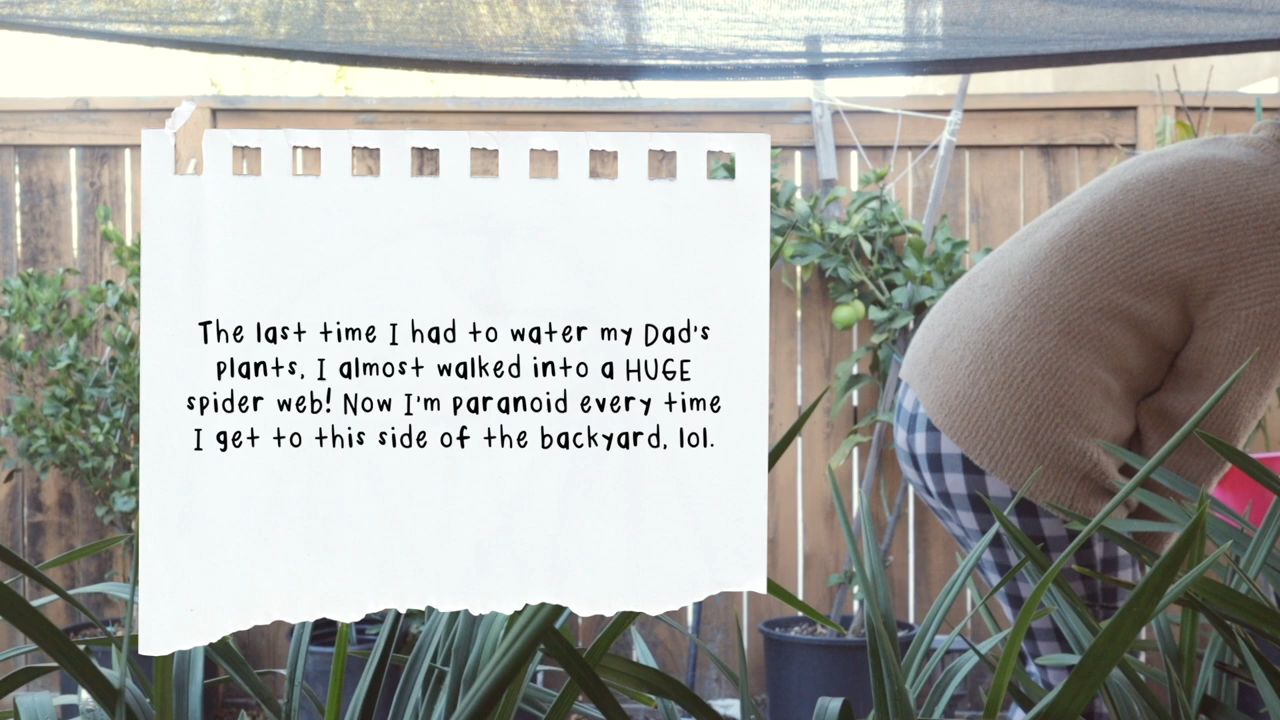 The last time I had to water my Dad's
plants, I almost walked into a HUGE
spider web! Now I'm paranoid every time
I get to this side of the backyard, lol.